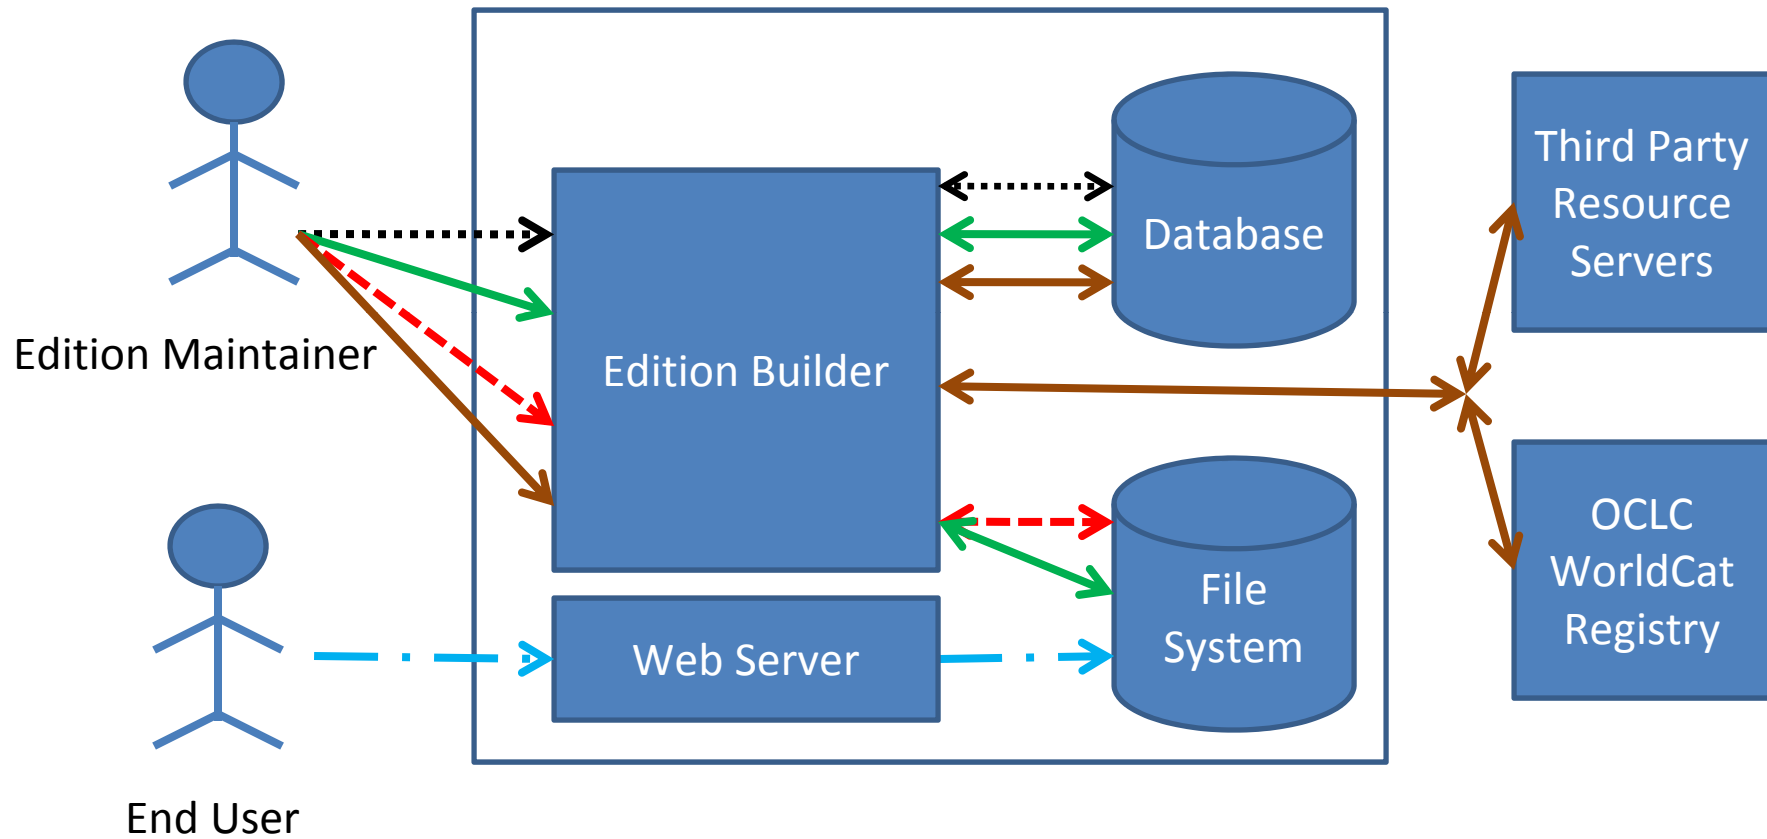 Edition Maintainer
End User
Edition Builder
Web Server
Database
File
System
Third Party
Resource
Servers
OCLC
WorldCat
Registry